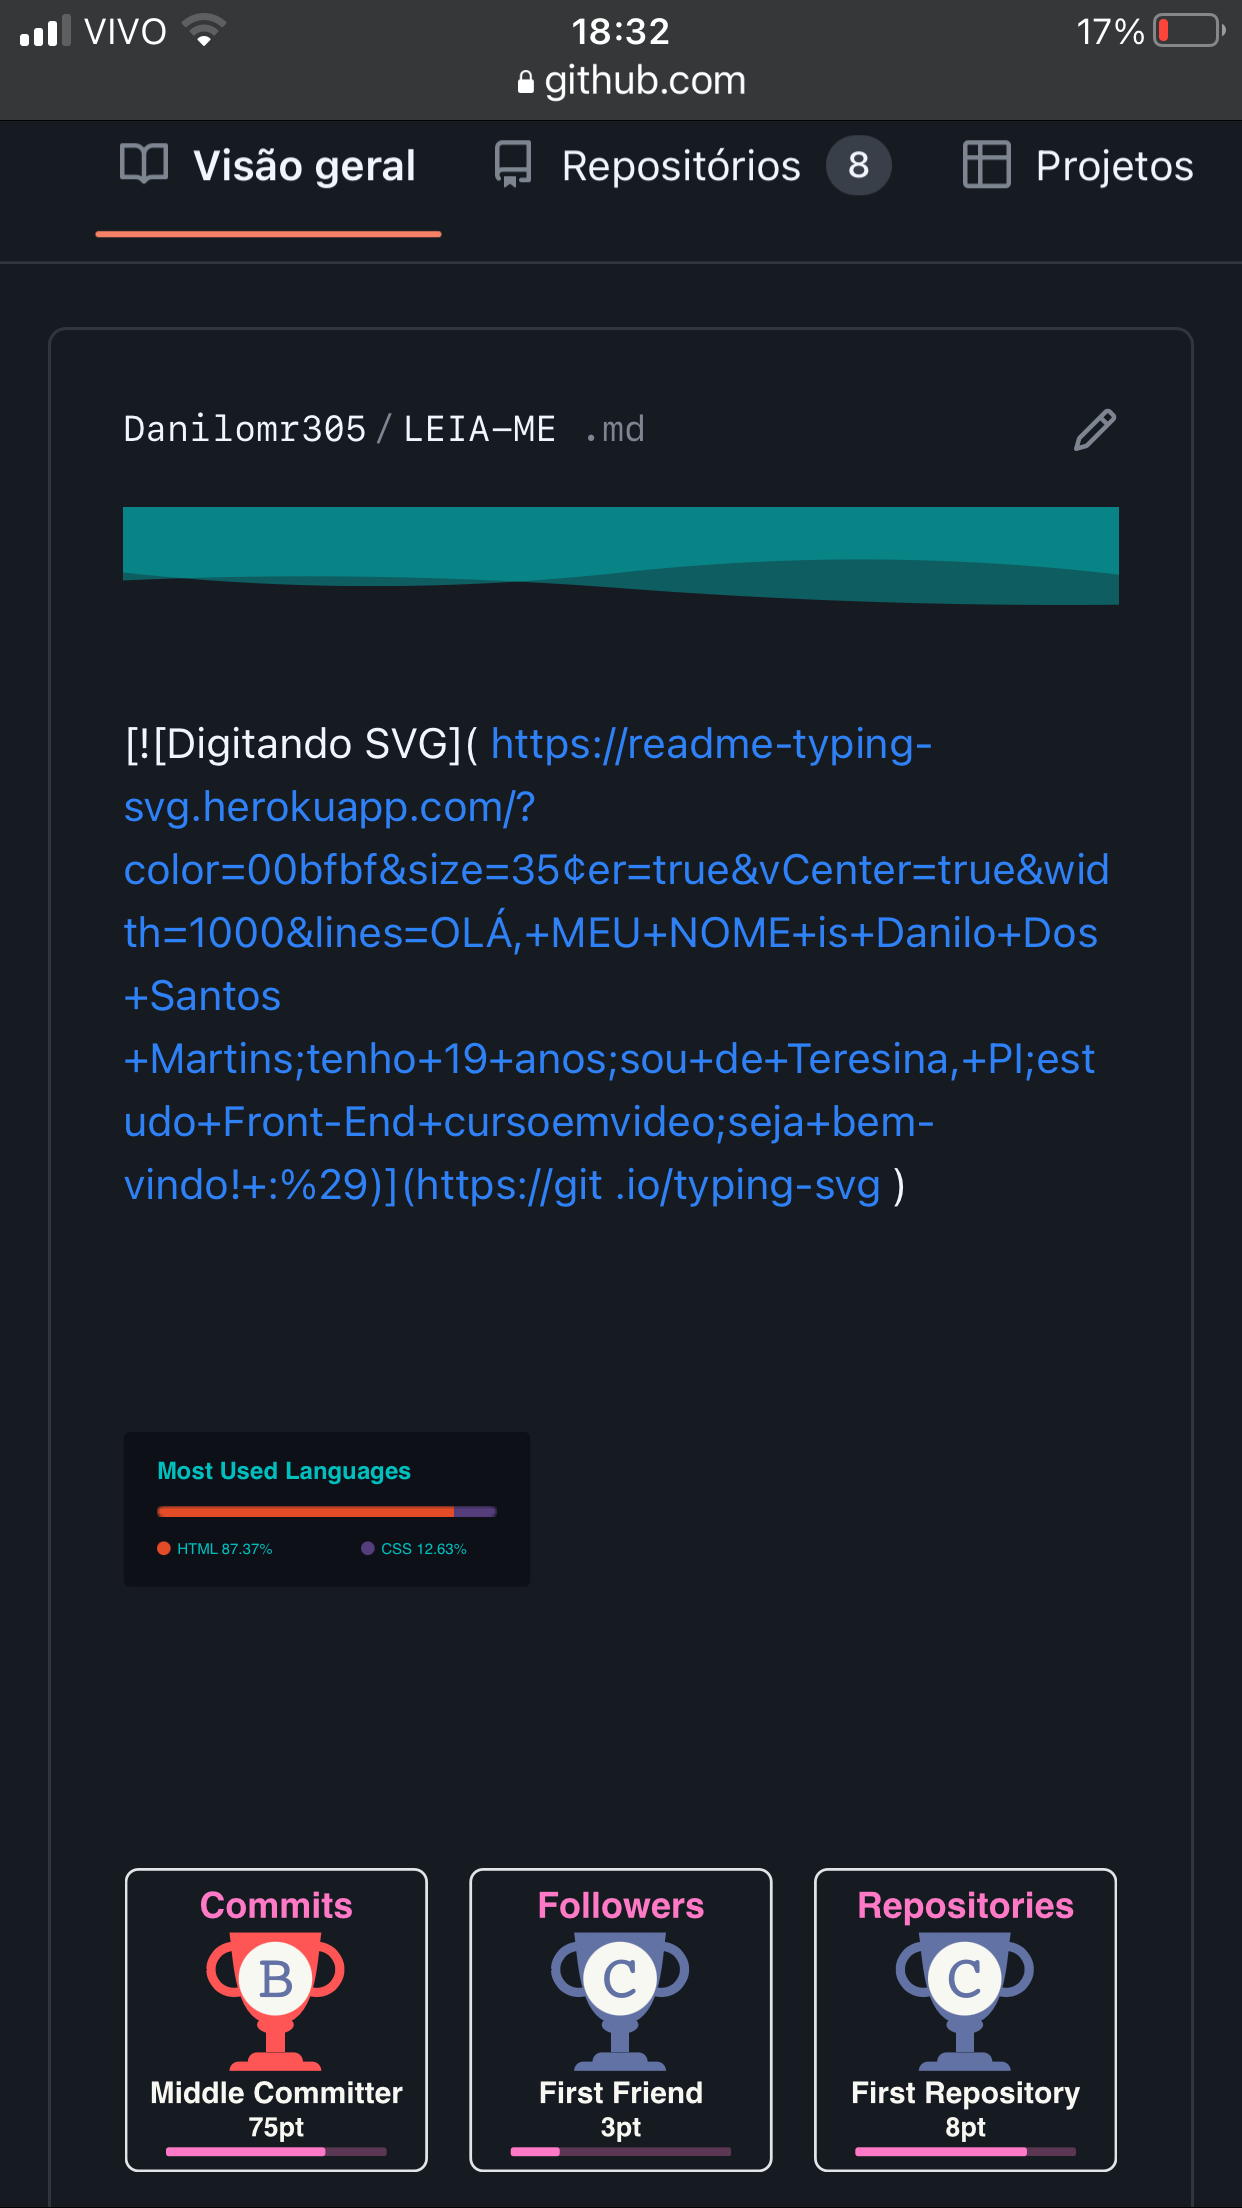 VIVO 18:32 17%
github.com
Visão geral Repositórios 8 Projetos
Danilomr305/LEIA-ME .md
[![Digitando SVG]( https://readme-typing-
svg.herokuapp.com/?
color=00bfbf&size=35¢er=true&vCenter=true&wid
th=1000&lines=OLÁ,+MEU+NOME+is+Danilo+Dos
+Santos
+Martins;tenho+19+anos;sou+de+Teresina,+PI;est
udo+Front-End+cursoemvideo;seja+bem-
vindo!+:%29)](https://git .io/typing-svg )
Most Used Languages
HTML 87.37% CSS 12.63%
Commits Followers Repositories
B C C
Middle Committer First Friend First Repository
75pt 3pt 8pt